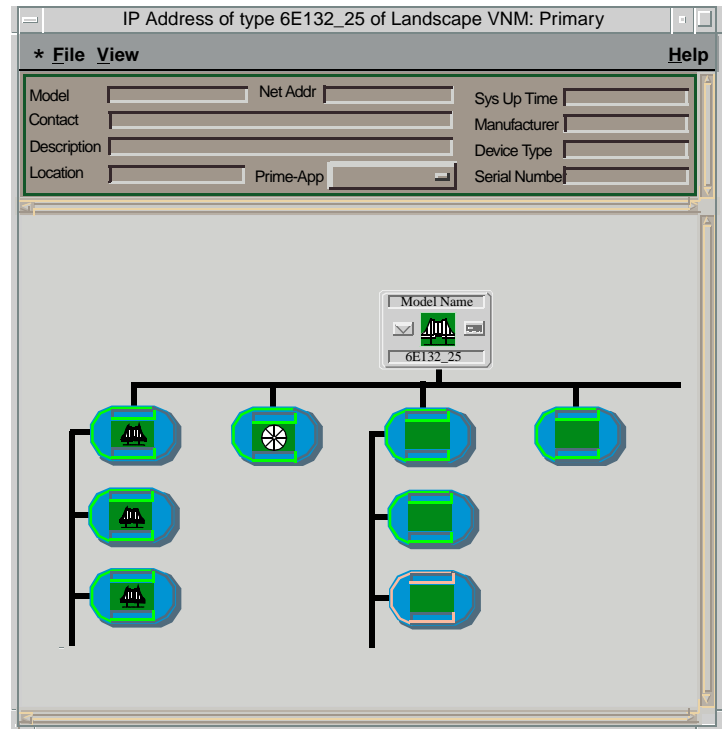 IP Address of type 6E132_25 of Landscape VNM: Primary
* File View Help
Model Net Addr Sys Up Time
Contact Manufacturer
Description Device Type
Location Prime-App Serial Number
Model Name
6E132_25